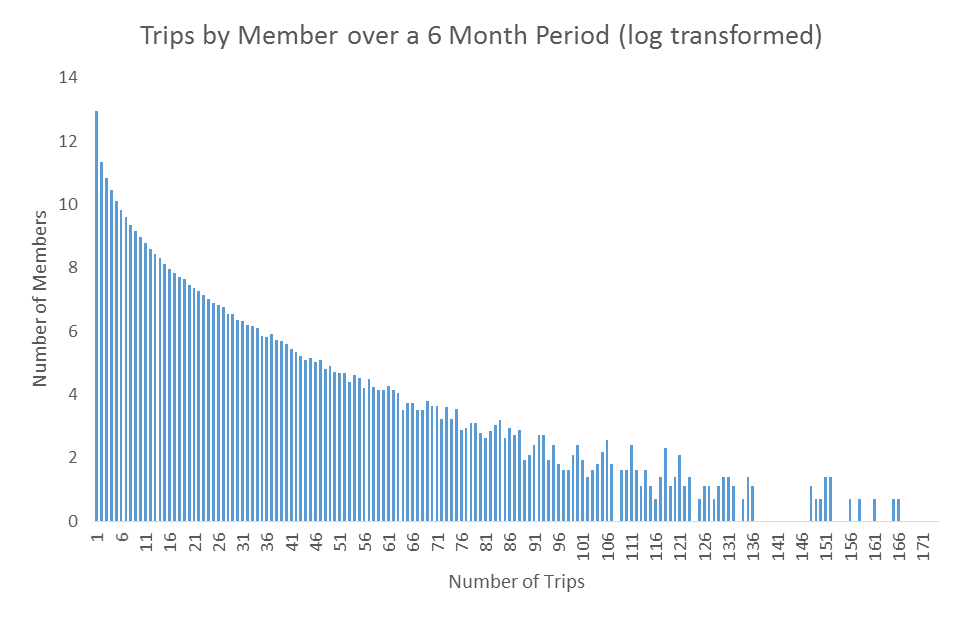 Trips by Member over a 6 Month Period (log transformed)
14
12
10
8
6
4
2
0
Number of Members
1 6 11 16 21 26 31 36 41 46 51 56 61 66 71 76 81 86 91 96 101 106 111 116 121 126 131 136 141 146 151 156 161 166 171
Number of Trips